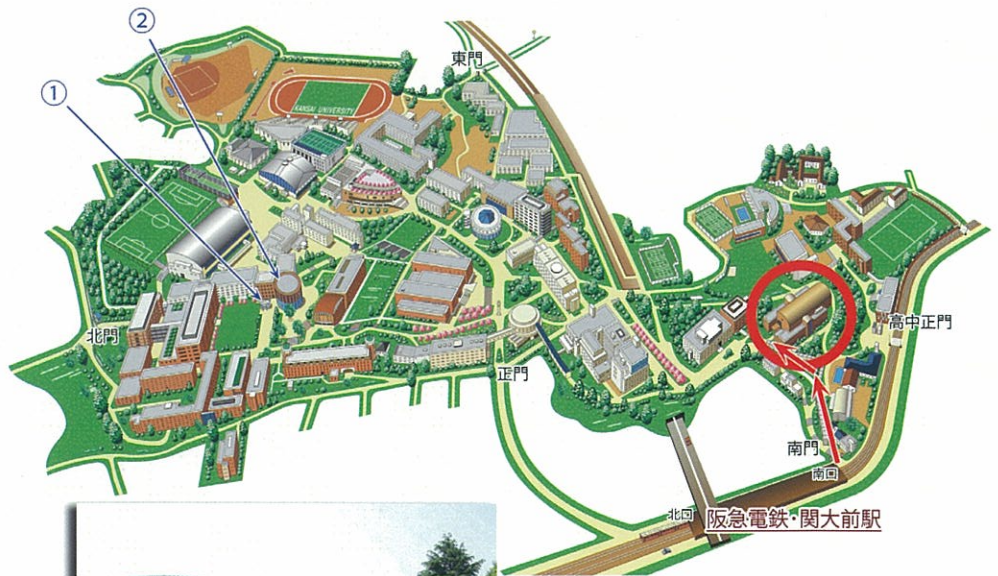 ②
①
東門
KANSAI UNIVERSITY
北門
正門
高中正門
南門
南口
北口
阪急電鉄・関大前駅